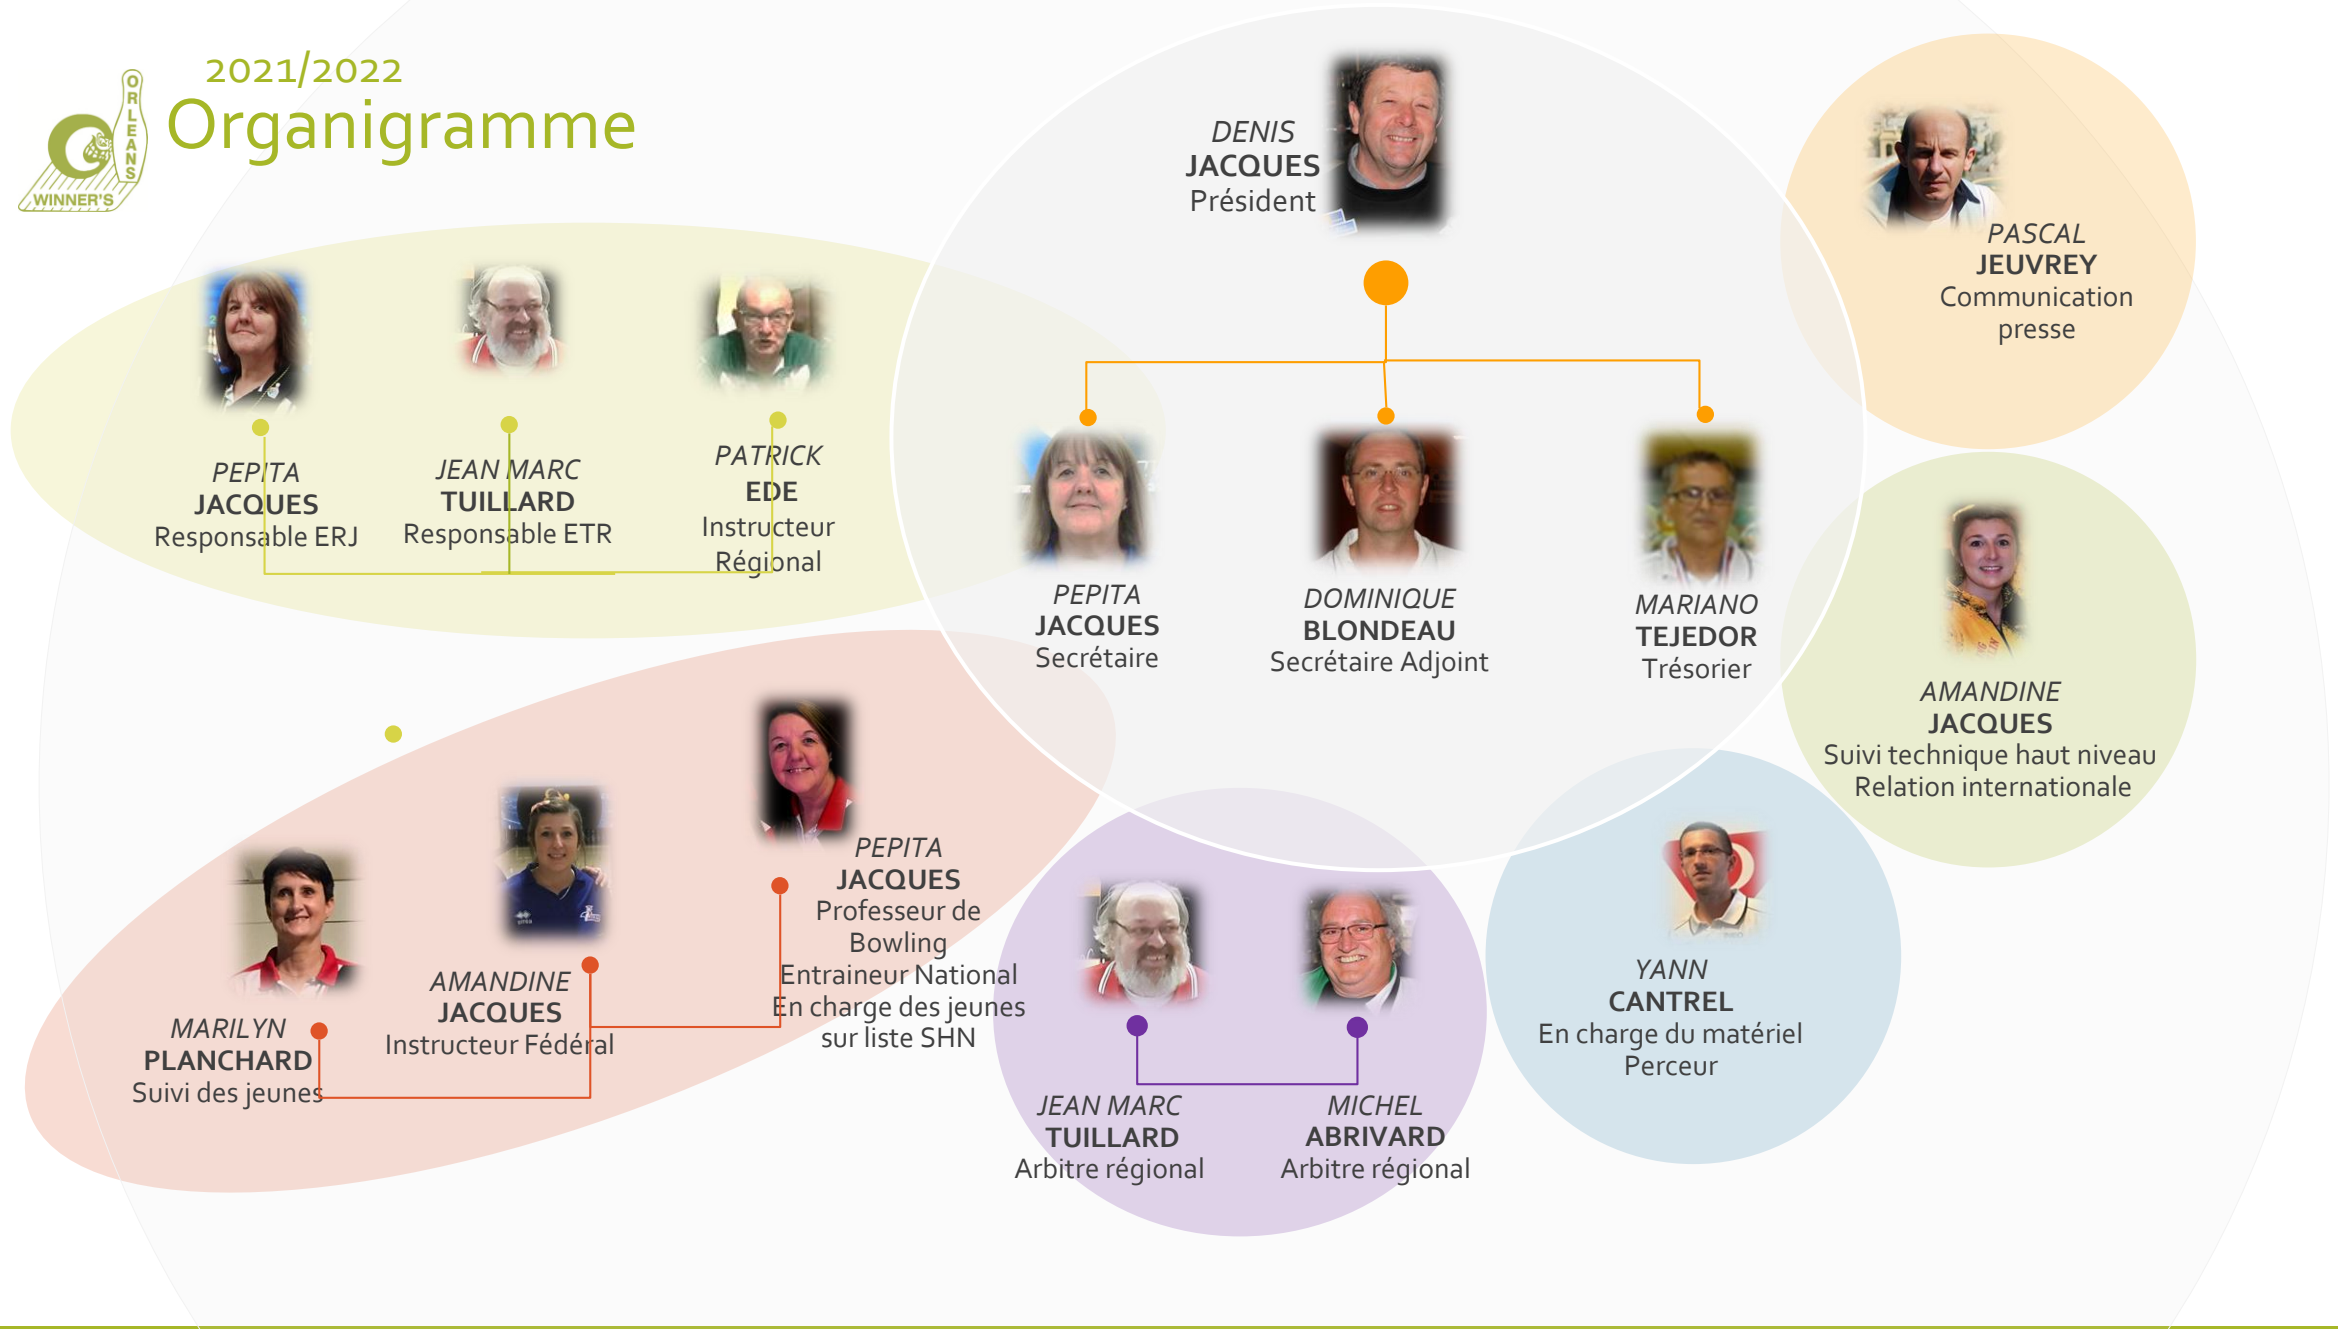 2021/2022
Organigramme
ORLEANS
WINNER'S
DENIS
JACQUES
Président
PASCAL
JEUVREY
Communication
presse
PEPITA
JACQUES
Responsable ERJ
JEAN MARC
TUILLARD
Responsable ETR
PATRICK
EDE
Instructeur
Régional
PEPITA
JACQUES
Secrétaire
DOMINIQUE
BLONDEAU
Secrétaire Adjoint
MARIANO
TEJEDOR
Trésorier
AMANDINE
JACQUES
Suivi technique haut niveau
Relation internationale
MARILYN
PLANCHARD
Suivi des jeunes
AMANDINE
JACQUES
Instructeur Fédéral
PEPITA
JACQUES
Professeur de
Bowling
Entraineur National
En charge des jeunes
sur liste SHN
JEAN MARC
TUILLARD
Arbitre régional
MICHEL
ABRIVARD
Arbitre régional
YANN
CANTREL
En charge du matériel
Perceur